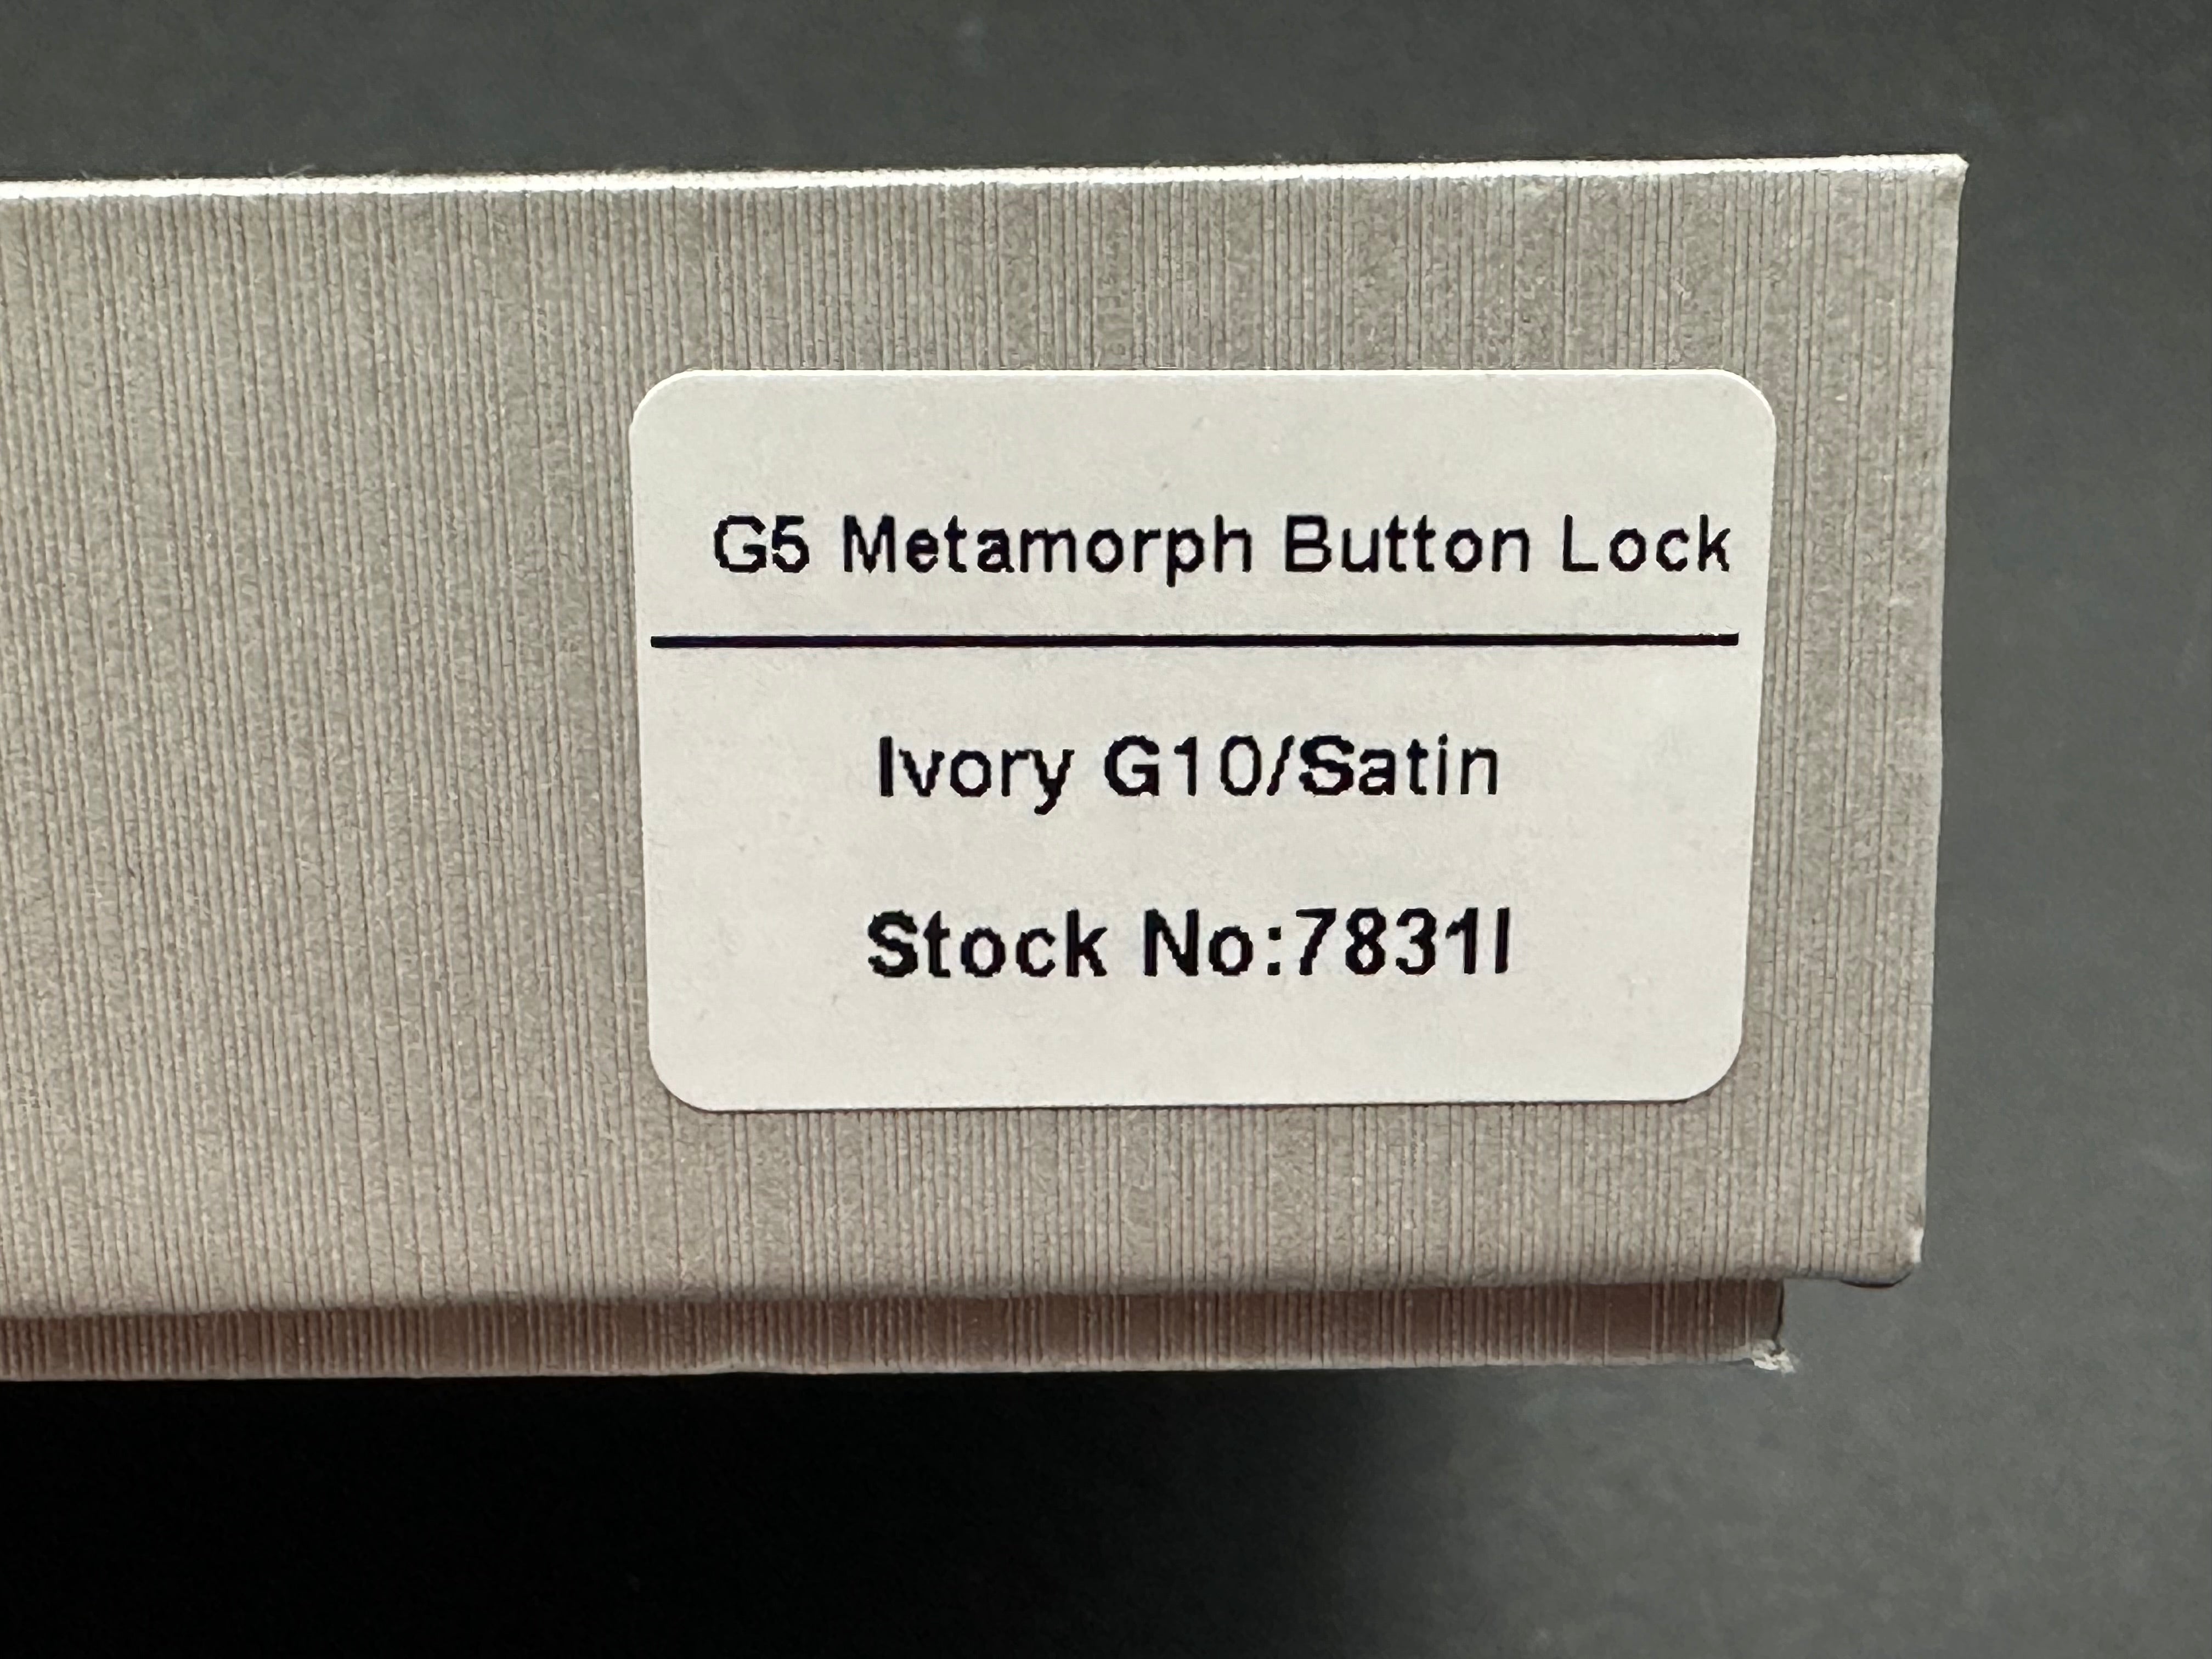 G5 Metamorph Button Lock
Ivory G10/Satin
Stock No:7831I